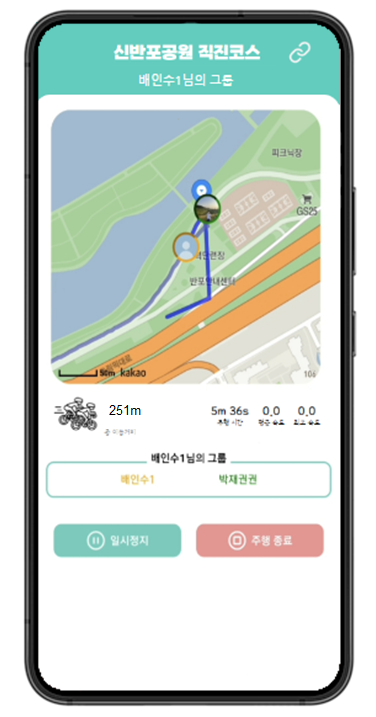 신반포공원 직진코스
배인수1님의 그룹
피크닉장
GS25
반포안내센터
50m kakao
106
251m
5m 36s 0,0 0,0
총 이동거리
주행 시간 평균 속도 최고 속도
배인수1님의 그룹
배인수1 박재권권
일시정지 주행 종료